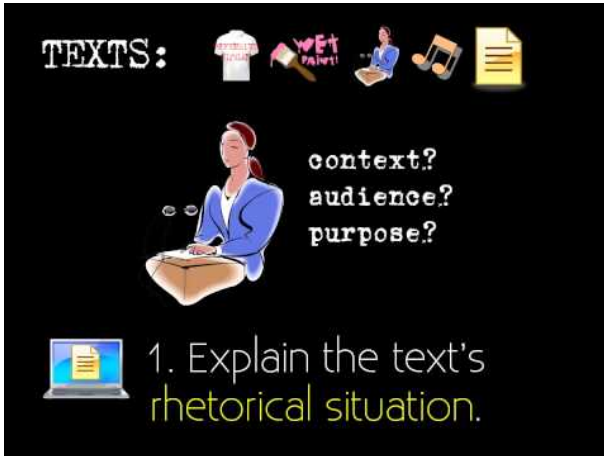 TEXTS:
WET
PAINT!
context?
audience?
purpose?
1. Explain the text's
rhetorical situation.